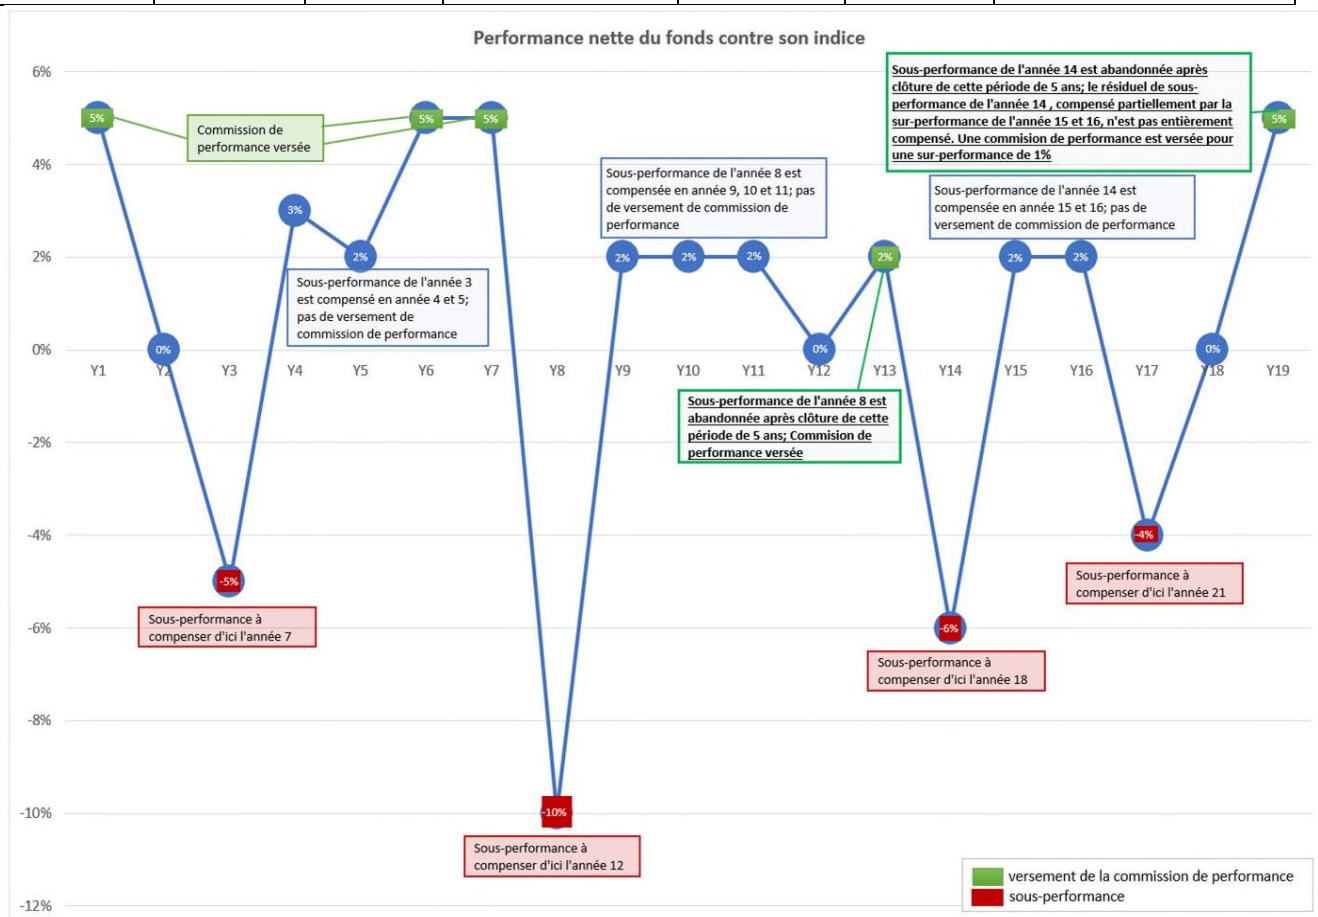 Performance nette du fonds contre son indice
6%
4%
2%
0%
-2%
-4%
-6%
-8%
-10%
-12%
5%
0%
-5%
3%
2%
5%
5%
-10%
2%
2%
2%
0%
2%
-6%
2%
2%
-4%
0%
5%
Y1
Y2
Y3
Y4
Y5
Y6
Y7
Y8
Y9
Y10
Y11
Y12
Y13
Y14
Y15
Y16
Y17
Y18
Y19
Commission de
performance versée
Sous-performance de l'année 3
est compensé en année 4 et 5;
pas de versement de
commission de performance
Sous-performance à
compenser d'ici l'année 7
Sous-performance à
compenser d'ici l'année 12
Sous-performance de l'année 8 est
compensée en année 9, 10 et 11; pas
de versement de commission de
performance
Sous-performance de l'année 8 est
abandonnée après clôture de cette
période de 5 ans; Commision de
performance versée
Sous-performance de l'année 14 est abandonnée après
clôture de cette période de 5 ans; le résiduel de sous-
performance de l'année 14 , compensé partiellement par la
sur-performance de l'année 15 et 16, n'est pas entièrement
compensé. Une commision de performance est versée pour
une sur-performance de 1%
Sous-performance de l'année 14 est
compensée en année 15 et 16; pas de
versement de commission de performance
Sous-performance à
compenser d'ici l'année 18
Sous-performance à
compenser d'ici l'année 21
versement de la commission de performance
sous-performance